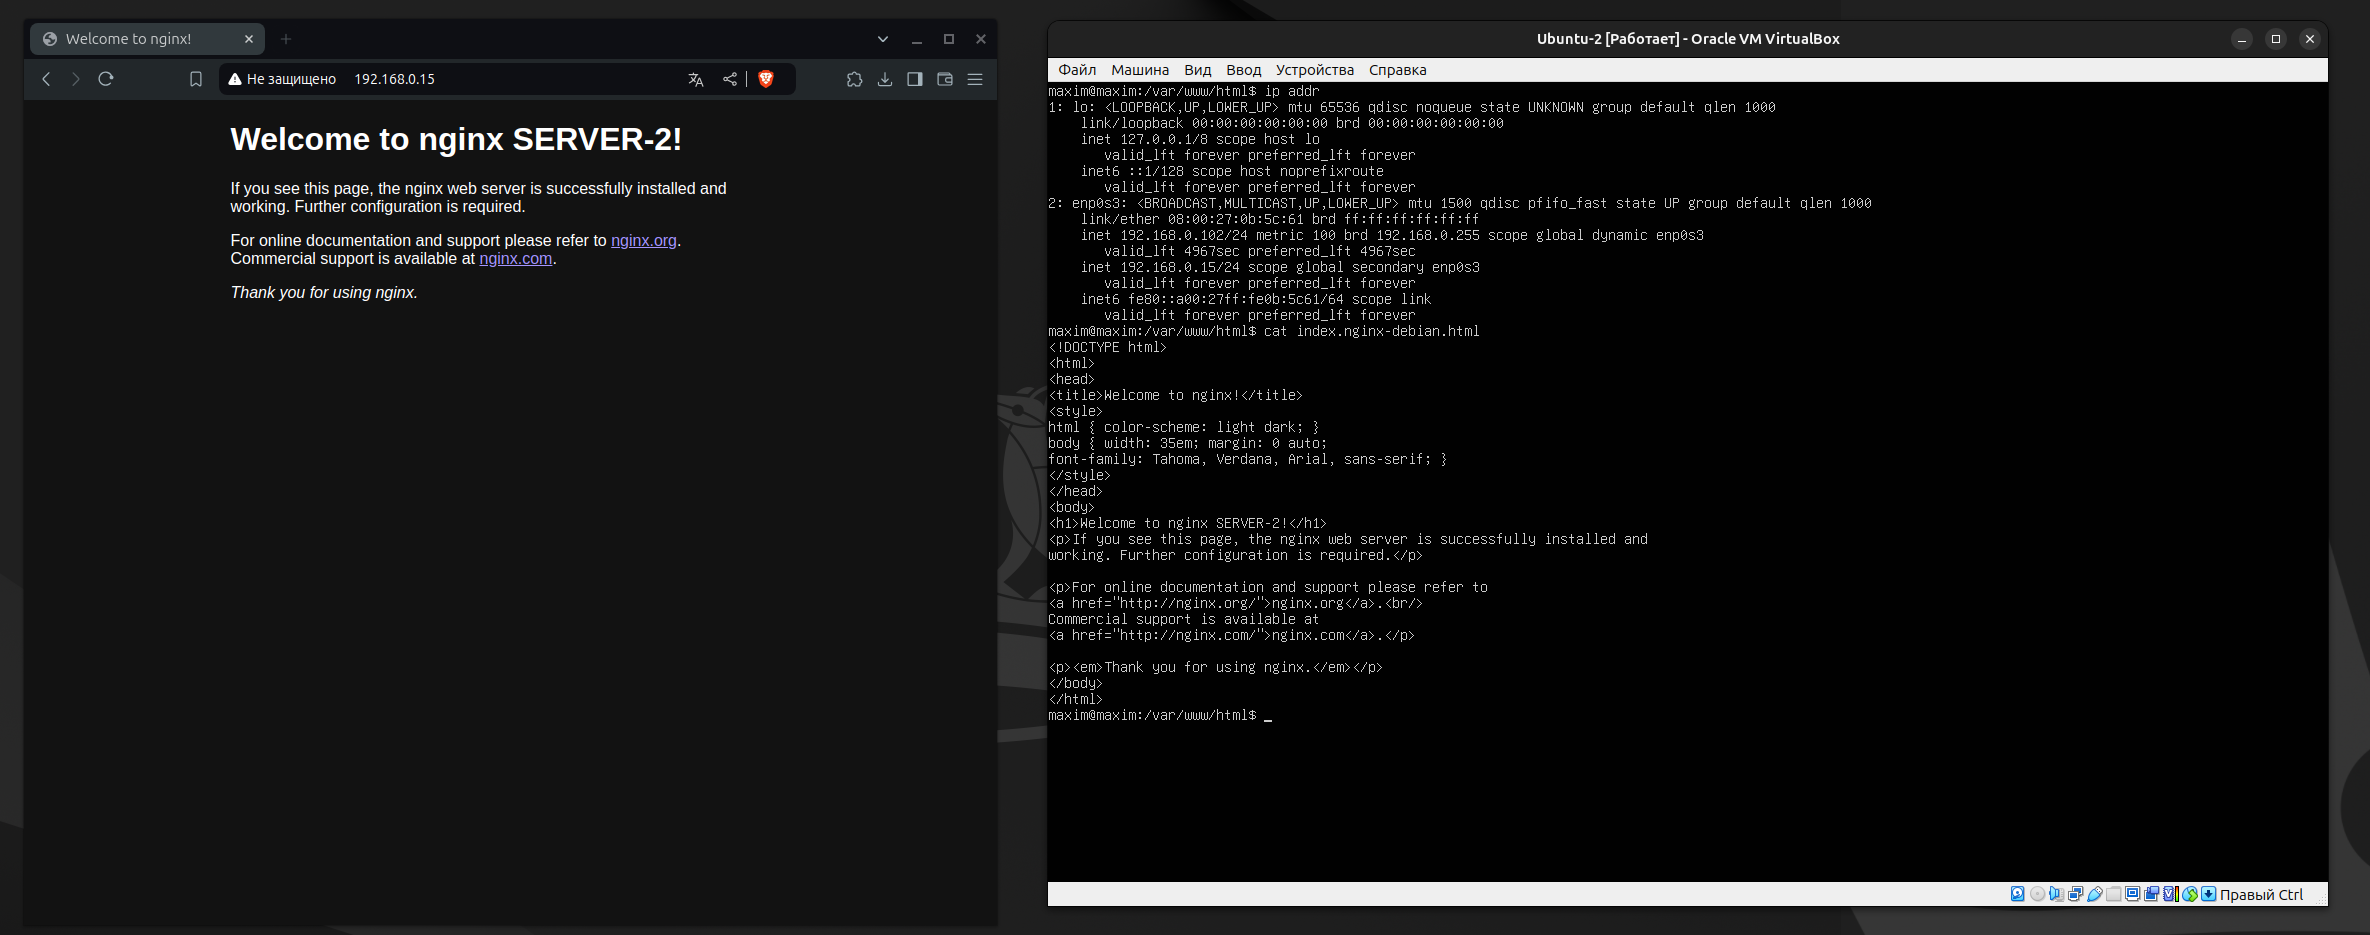 Welcome to nginx!
Не защищено 192.168.0.15
Welcome to nginx SERVER-2!
If you see this page, the nginx web server is successfully installed and
working. Further configuration is required.
For online documentation and support please refer to nginx.org.
Commercial support is available at nginx.com.
Thank you for using nginx.
Ubuntu-2 [Работает] - Oracle VM VirtualBox
Файл Машина Вид Ввод Устройства Справка
maxim@maxim:/var/www/html$ ip addr
1: lo: <LOOPBACK,UP,LOWER_UP> mtu 65536 qdisc noqueue state UNKNOWN group default qlen 1000
link/loopback 00:00:00:00:00:00 brd 00:00:00:00:00:00
inet 127.0.0.1/8 scope host lo
valid_lft forever preferred_lft forever
inet6 ::1/128 scope host noprefixroute
valid_lft forever preferred_lft forever
2: enp0s3: <BROADCAST,MULTICAST,UP,LOWER_UP> mtu 1500 qdisc pfifo_fast state UP group default qlen 1000
link/ether 08:00:27:0b:5c:61 brd ff:ff:ff:ff:ff:ff
inet 192.168.0.102/24 metric 100 brd 192.168.0.255 scope global dynamic enp0s3
valid_lft 4967sec preferred_lft 4967sec
inet 192.168.0.15/24 scope global secondary enp0s3
valid_lft forever preferred_lft forever
inet6 fe80::a00:27ff:fe0b:5c61/64 scope link
valid_lft forever preferred_lft forever
maxim@maxim:/var/www/html$ cat index.nginx-debian.html
<!DOCTYPE html>
<html>
<head>
<title>Welcome to nginx!</title>
<style>
html { color-scheme: light dark; }
body { width: 35em; margin: 0 auto;
font-family: Tahoma, Verdana, Arial, sans-serif; }
</style>
</head>
<body>
<h1>Welcome to nginx SERVER-2!</h1>
<p>If you see this page, the nginx web server is successfully installed and
working. Further configuration is required.</p>
<p>For online documentation and support please refer to
<a href="http://nginx.org/">nginx.org</a>.<br/>
Commercial support is available at
<a href="http://nginx.com/">nginx.com</a>.</p>
<p><em>Thank you for using nginx.</em></p>
</body>
</html>
maxim@maxim:/var/www/html$ _
Правый Ctrl